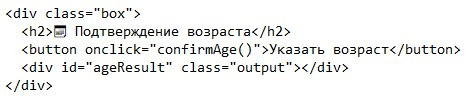 <div class="box">
<h2>🗓 Подтверждение возраста</h2>
<button onclick="confirmAge()">Указать возраст</button>
<div id="ageResult" class="output"></div>
</div>